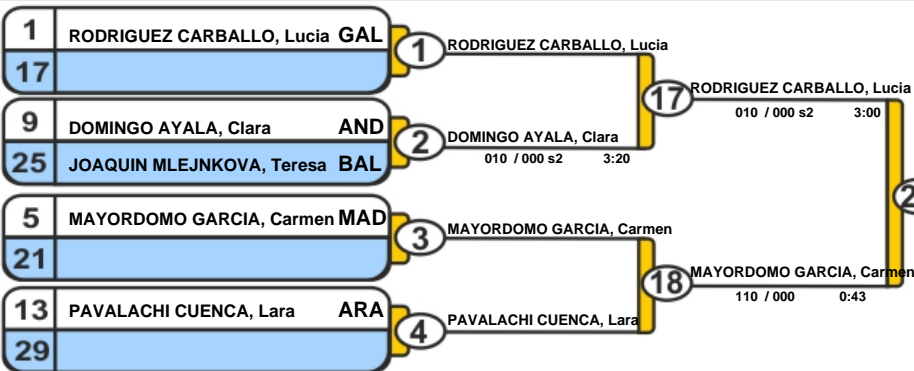 1 RODRIGUEZ CARBALLO, Lucia GAL
17
1 RODRIGUEZ CARBALLO, Lucia
9 DOMINGO AYALA, Clara AND
25 JOAQUIN MLEJNKOVA, Teresa BAL
2 DOMINGO AYALA, Clara
010 / 000 s2 3:20
17 RODRIGUEZ CARBALLO, Lucia
010 / 000 s2 3:00
5 MAYORDOMO GARCIA, Carmen MAD
21
3 MAYORDOMO GARCIA, Carmen
13 PAVALACHI CUENCA, Lara ARA
29
4 PAVALACHI CUENCA, Lara
18 MAYORDOMO GARCIA, Carmen
110 / 000 0:43